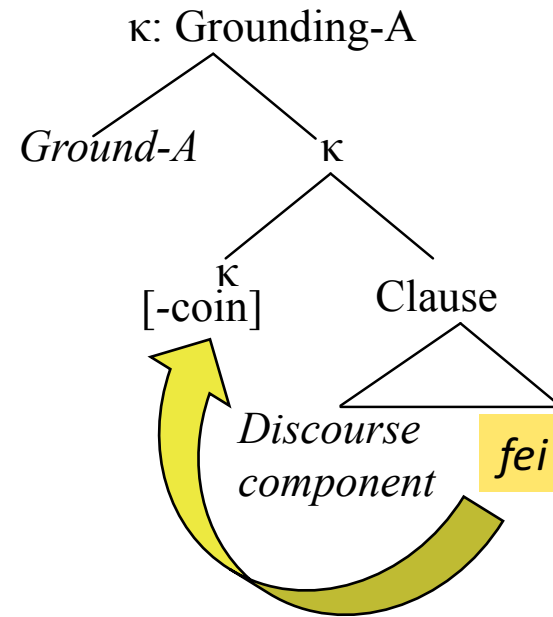 κ: Grounding-A
Ground-A
κ
κ
[-coin]
Clause
Discourse
component
fei